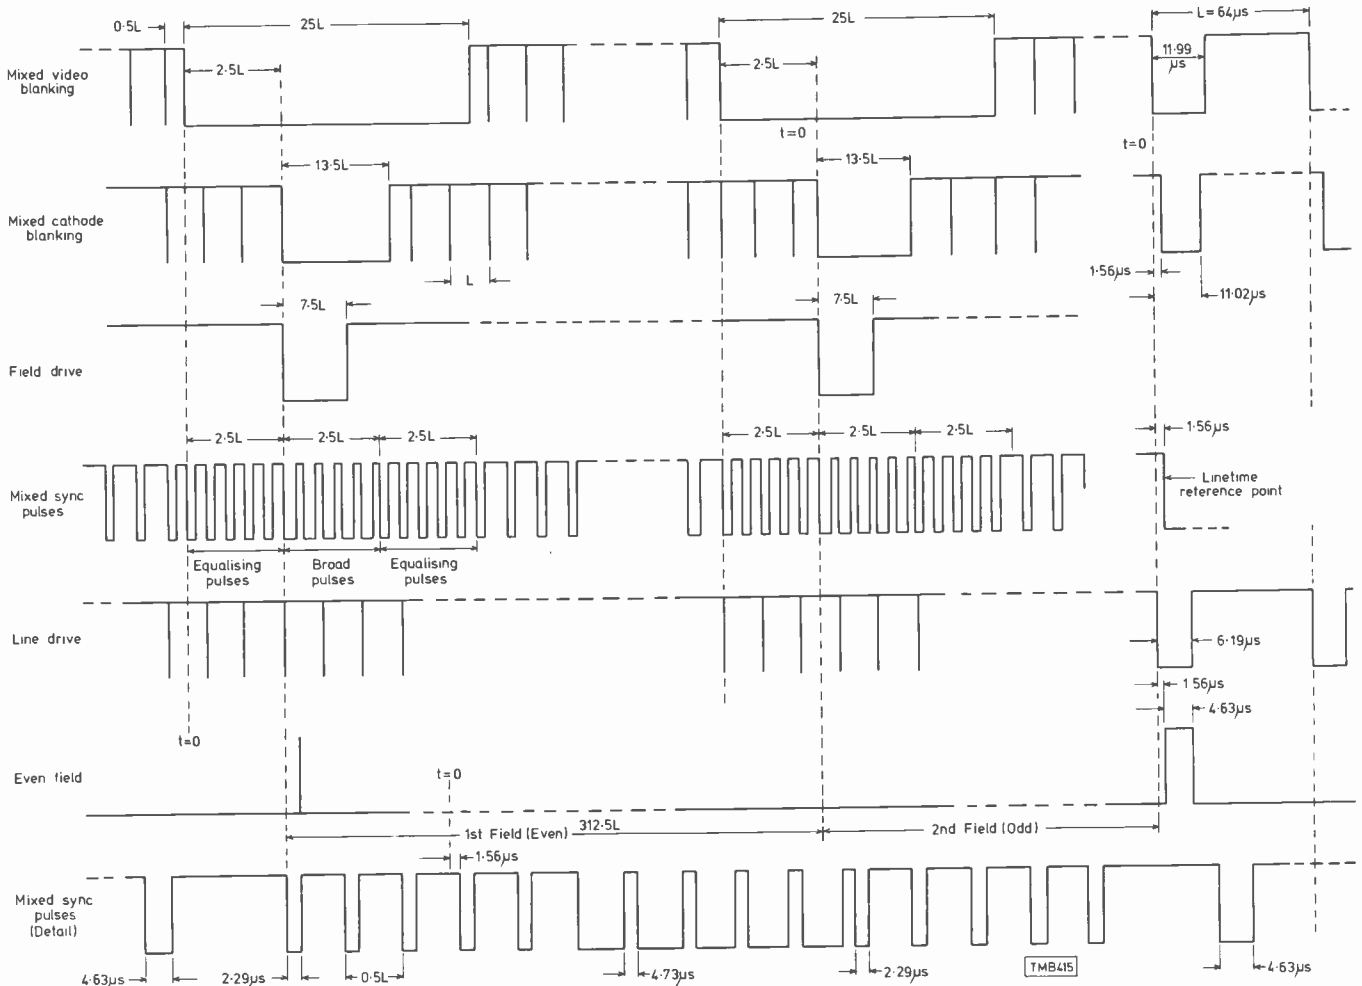 0·5L
25L
25L
L=64µs
2·5L
2·5L
11·99 µs
Mixed video
blanking
t=0
t=0
13·5L
13·5L
Mixed cathode
blanking
L
1·56µs
11·02µs
7·5L
7·5L
Field drive
2·5L
2·5L
2·5L
2·5L
2·5L
2·5L
1·56µs
Mixed sync
pulses
Linetime
reference point
Equalising
pulses
Broad
pulses
Equalising
pulses
Line drive
6·19µs
1·56µs
4·63µs
t=0
Even field
t=0
312·5L
1st Field (Even)
2nd Field (Odd)
1·56µs
Mixed sync
pulses
(Detail)
4·63µs
2·29µs
0·5L
4·73µs
2·29µs
TMB415
4·63µs